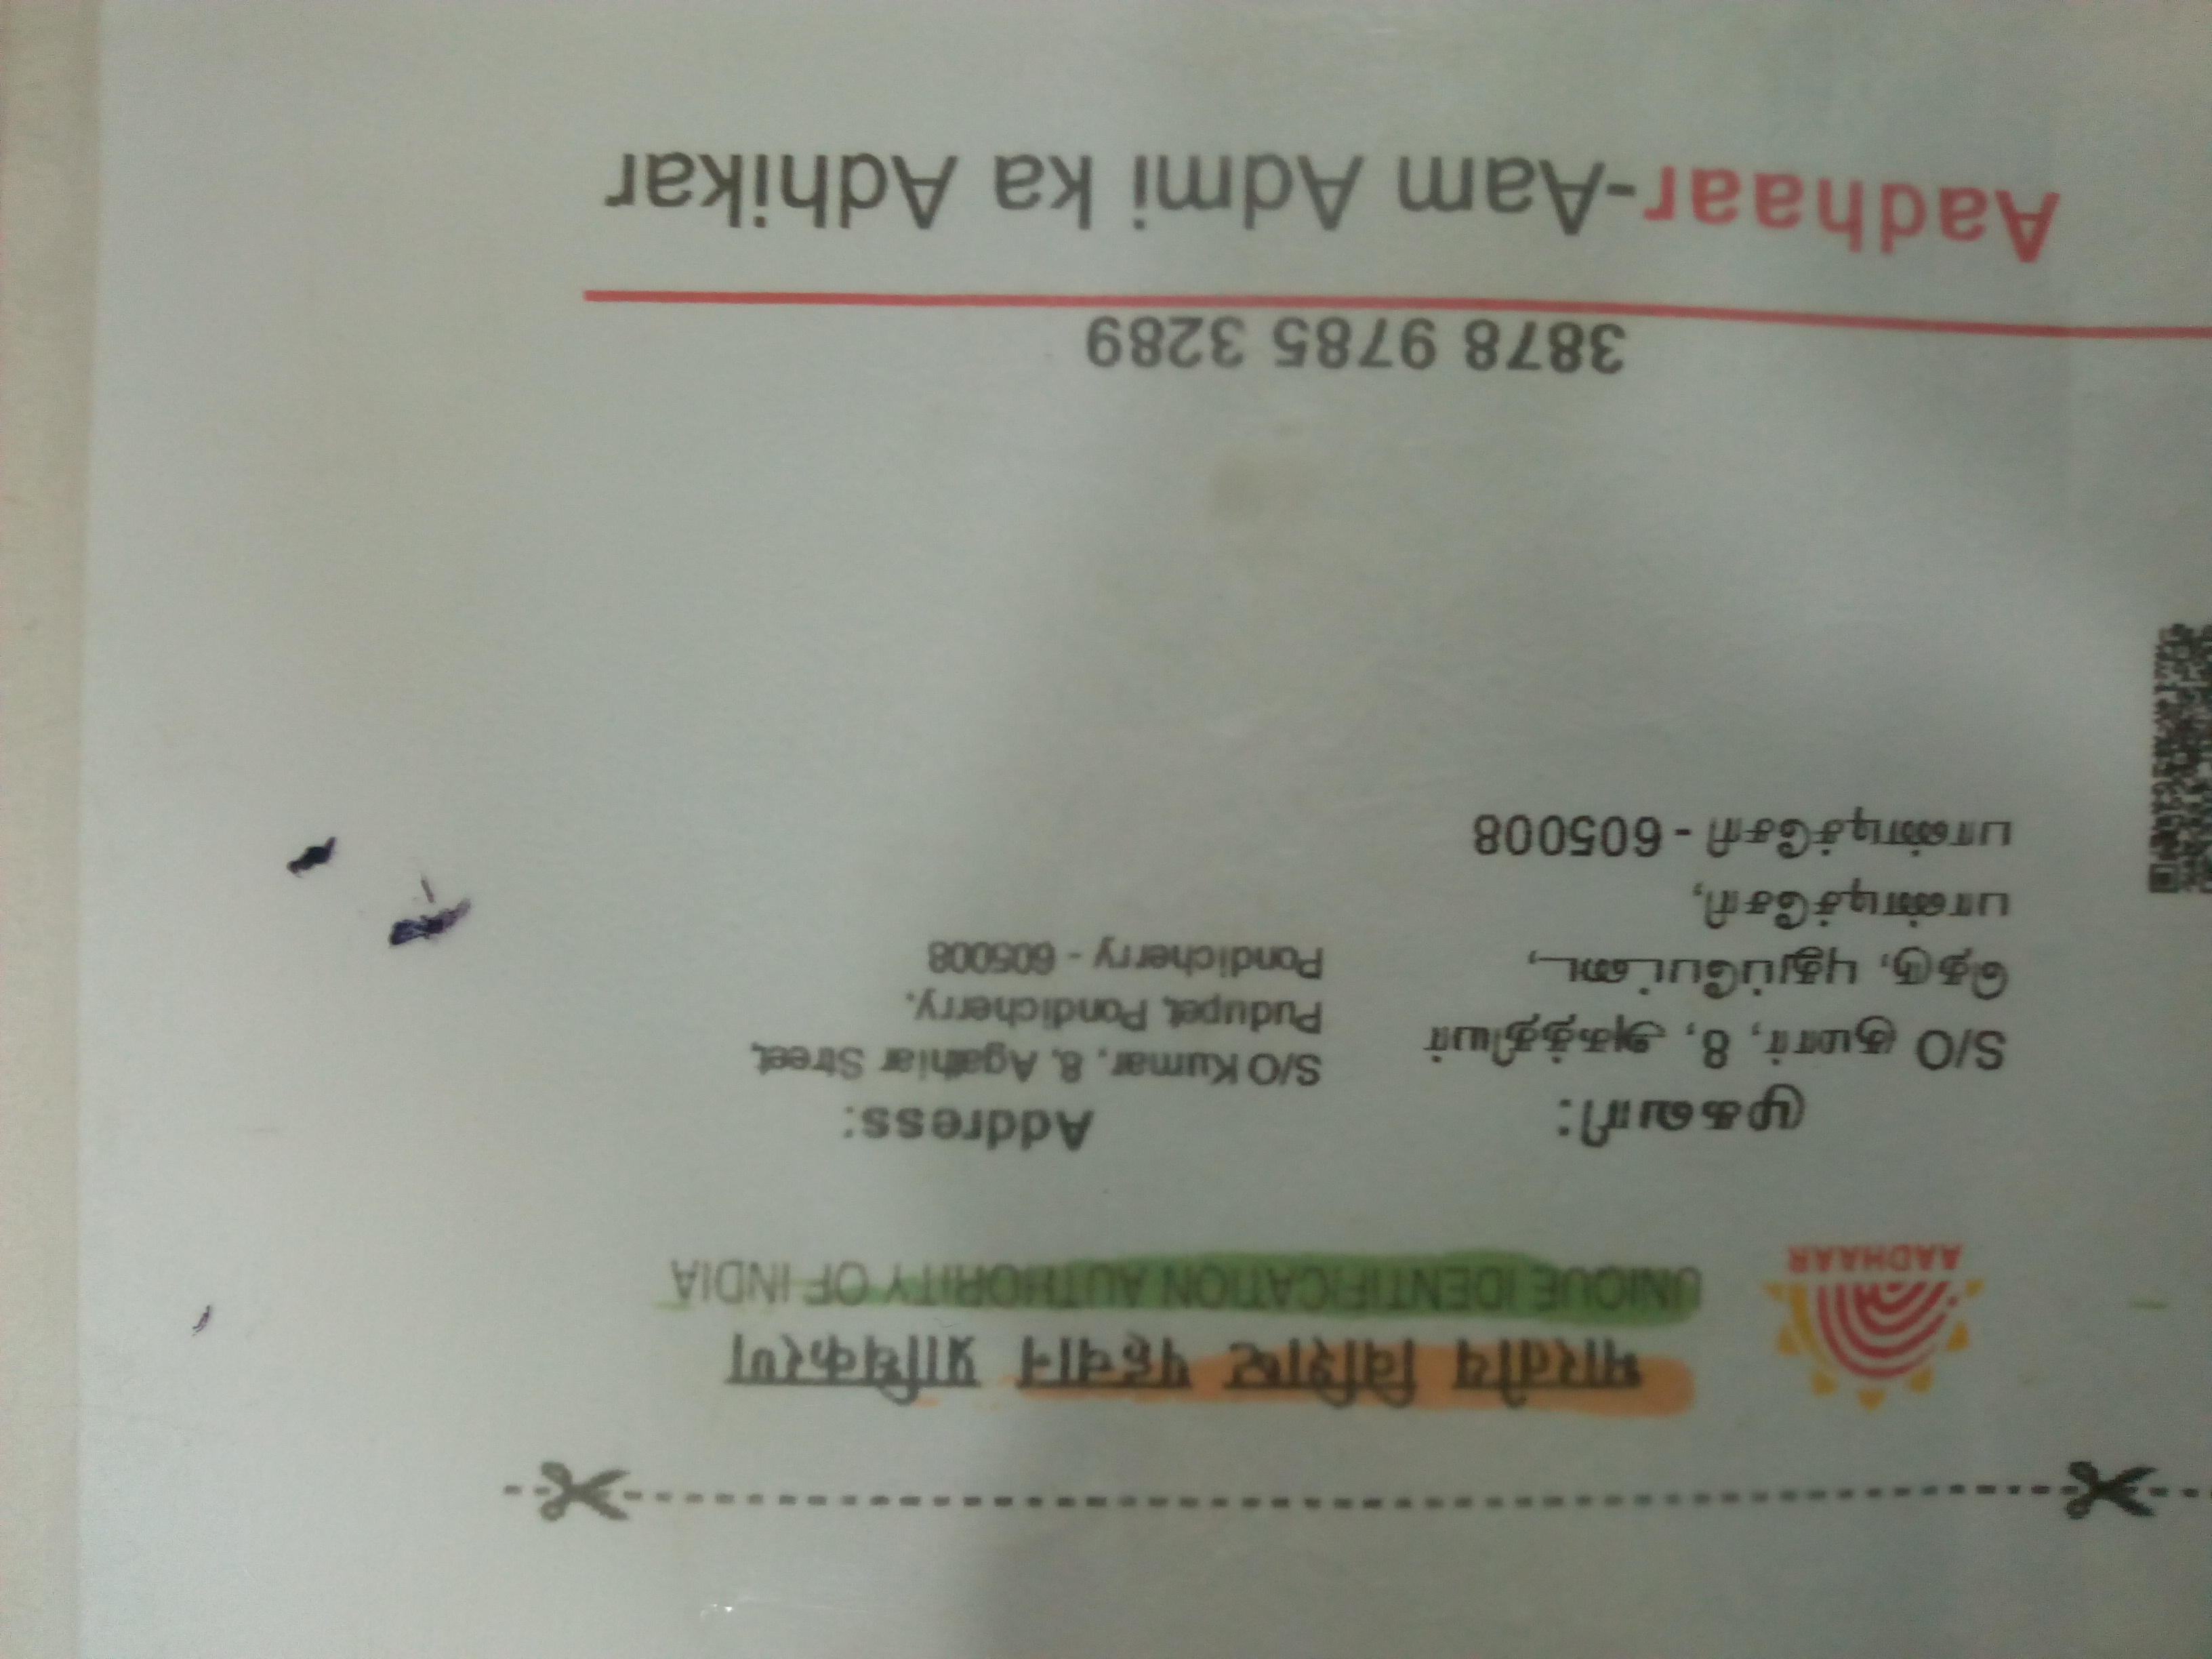 भारतीय विशिष्ट पहचान प्राधिकरण
UNIQUE IDENTIFICATION AUTHORITY OF INDIA
AADHAAR
முகவரி:
S/O குமார், 8, அகத்தியர்
தெரு, புதுப்பேட்டை,
பாண்டிச்சேரி,
பாண்டிச்சேரி - 605008
Address:
S/O Kumar, 8, Agathiar Street,
Pudupet, Pondicherry,
Pondicherry - 605008
3878 9785 3289
Aadhaar-Aam Admi ka Adhikar